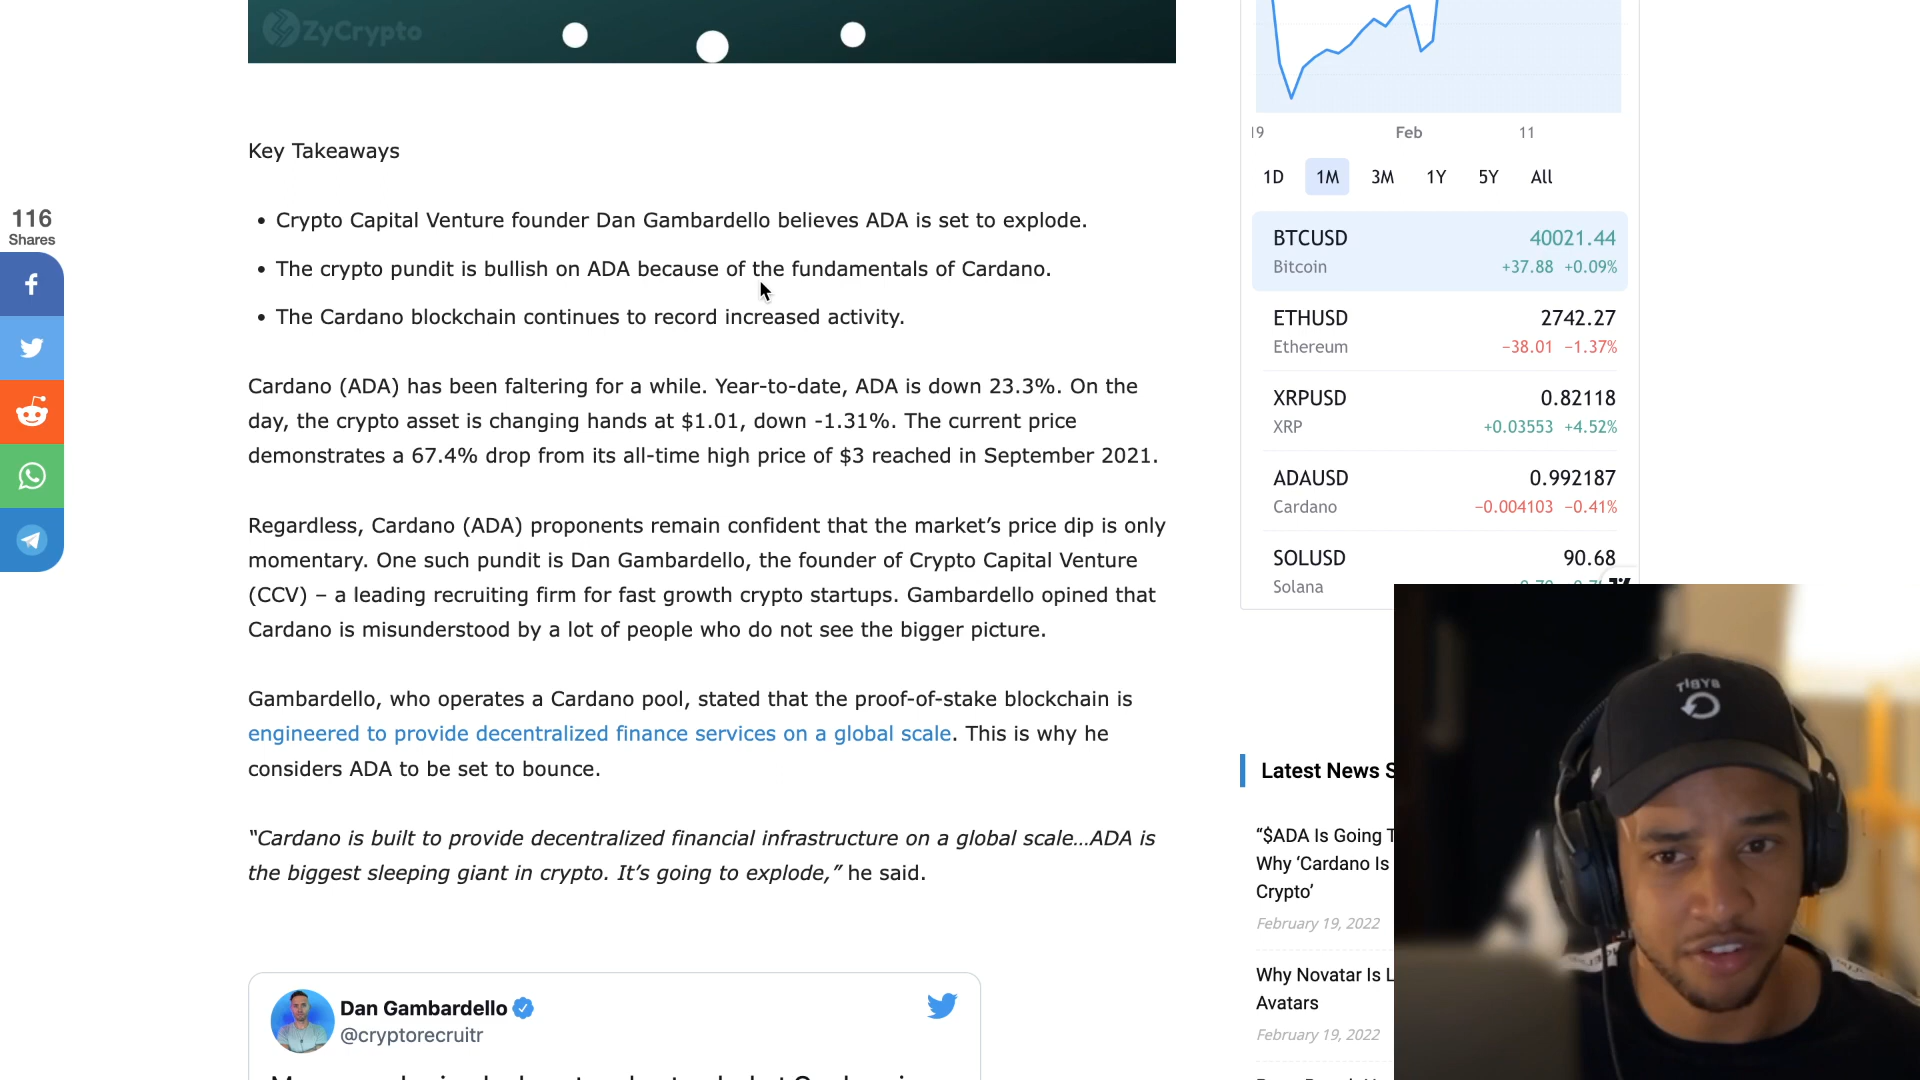 ZyCrypto
Key Takeaways
• Crypto Capital Venture founder Dan Gambardello believes ADA is set to explode.
• The crypto pundit is bullish on ADA because of the fundamentals of Cardano.
• The Cardano blockchain continues to record increased activity.
Cardano (ADA) has been faltering for a while. Year-to-date, ADA is down 23.3%. On the
day, the crypto asset is changing hands at $1.01, down -1.31%. The current price
demonstrates a 67.4% drop from its all-time high price of $3 reached in September 2021.
Regardless, Cardano (ADA) proponents remain confident that the market’s price dip is only
momentary. One such pundit is Dan Gambardello, the founder of Crypto Capital Venture
(CCV) – a leading recruiting firm for fast growth crypto startups. Gambardello opined that
Cardano is misunderstood by a lot of people who do not see the bigger picture.
Gambardello, who operates a Cardano pool, stated that the proof-of-stake blockchain is
engineered to provide decentralized finance services on a global scale. This is why he
considers ADA to be set to bounce.
“Cardano is built to provide decentralized financial infrastructure on a global scale…ADA is
the biggest sleeping giant in crypto. It’s going to explode,” he said.
Dan Gambardello
@cryptorecruitr
116
Shares
19 Feb 11
1D 1M 3M 1Y 5Y All
BTCUSD 40021.44
Bitcoin +37.88 +0.09%
ETHUSD 2742.27
Ethereum −38.01 −1.37%
XRPUSD 0.82118
XRP +0.03553 +4.52%
ADAUSD 0.992187
Cardano −0.004103 −0.41%
SOLUSD 90.68
Solana
Latest News S
“$ADA Is Going T
Why ‘Cardano Is
Crypto’
February 19, 2022
Why Novatar Is L
Avatars
February 19, 2022